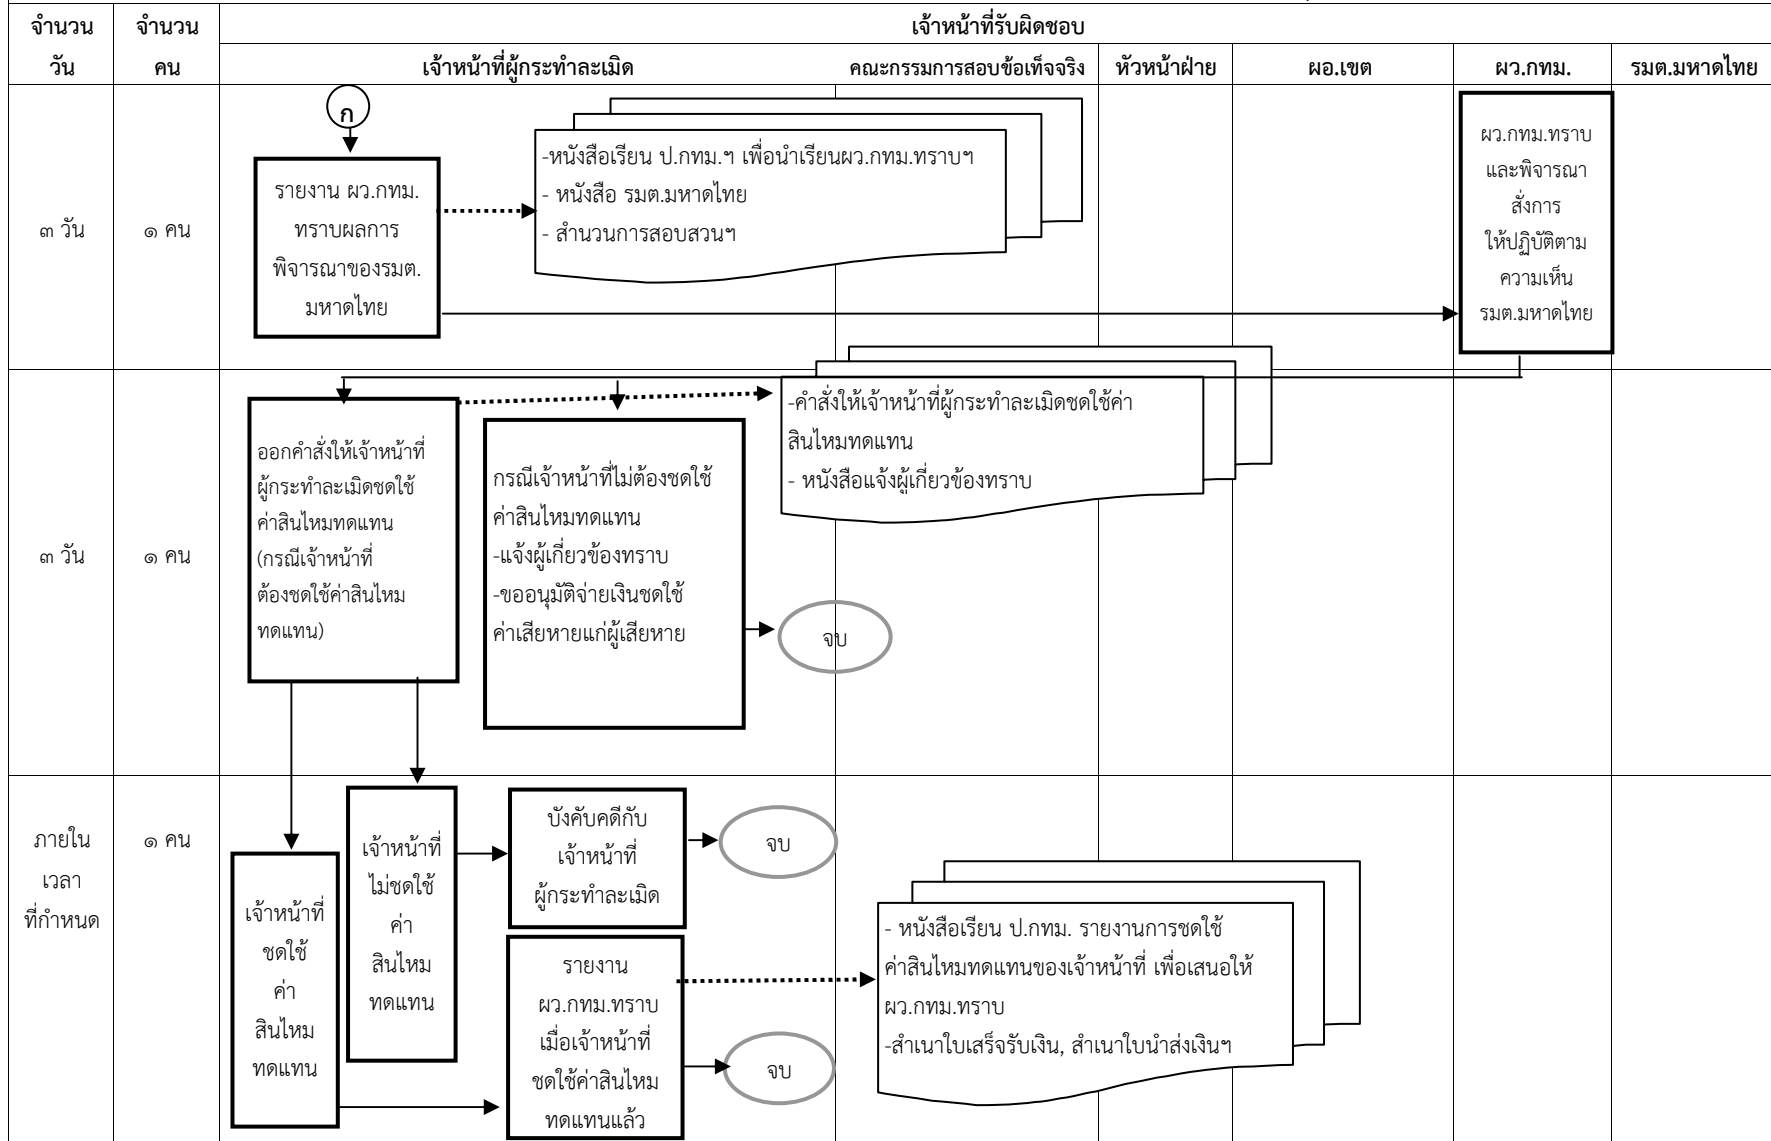 จำนวน
วัน
จำนวน
คน
เจ้าหน้าที่รับผิดชอบ
เจ้าหน้าที่ผู้กระทำละเมิด
คณะกรรมการสอบข้อเท็จจริง
หัวหน้าฝ่าย
ผอ.เขต
ผว.กทม.
รมต.มหาดไทย
๓ วัน
๑ คน
ก
รายงาน ผว.กทม.
ทราบผลการ
พิจารณาของรมต.
มหาดไทย
-หนังสือเรียน ป.กทม.ฯ เพื่อนำเรียนผว.กทม.ทราบฯ
- หนังสือ รมต.มหาดไทย
- สำนวนการสอบสวนฯ
ผว.กทม.ทราบ
และพิจารณา
สั่งการ
ให้ปฏิบัติตาม
ความเห็น
รมต.มหาดไทย
๓ วัน
๑ คน
ออกคำสั่งให้เจ้าหน้าที่
ผู้กระทำละเมิดชดใช้
ค่าสินไหมทดแทน
(กรณีเจ้าหน้าที่
ต้องชดใช้ค่าสินไหม
ทดแทน)
กรณีเจ้าหน้าที่ไม่ต้องชดใช้
ค่าสินไหมทดแทน
-แจ้งผู้เกี่ยวข้องทราบ
-ขออนุมัติจ่ายเงินชดใช้
ค่าเสียหายแก่ผู้เสียหาย
-คำสั่งให้เจ้าหน้าที่ผู้กระทำละเมิดชดใช้ค่า
สินไหมทดแทน
- หนังสือแจ้งผู้เกี่ยวข้องทราบ
จบ
ภายใน
เวลา
ที่กำหนด
๑ คน
เจ้าหน้าที่
ชดใช้
ค่า
สินไหม
ทดแทน
เจ้าหน้าที่
ไม่ชดใช้
ค่า
สินไหม
ทดแทน
บังคับคดีกับ
เจ้าหน้าที่
ผู้กระทำละเมิด
จบ
รายงาน
ผว.กทม.ทราบ
เมื่อเจ้าหน้าที่
ชดใช้ค่าสินไหม
ทดแทนแล้ว
จบ
- หนังสือเรียน ป.กทม. รายงานการชดใช้
ค่าสินไหมทดแทนของเจ้าหน้าที่ เพื่อเสนอให้
ผว.กทม.ทราบ
-สำเนาใบเสร็จรับเงิน, สำเนาใบนำส่งเงินฯ